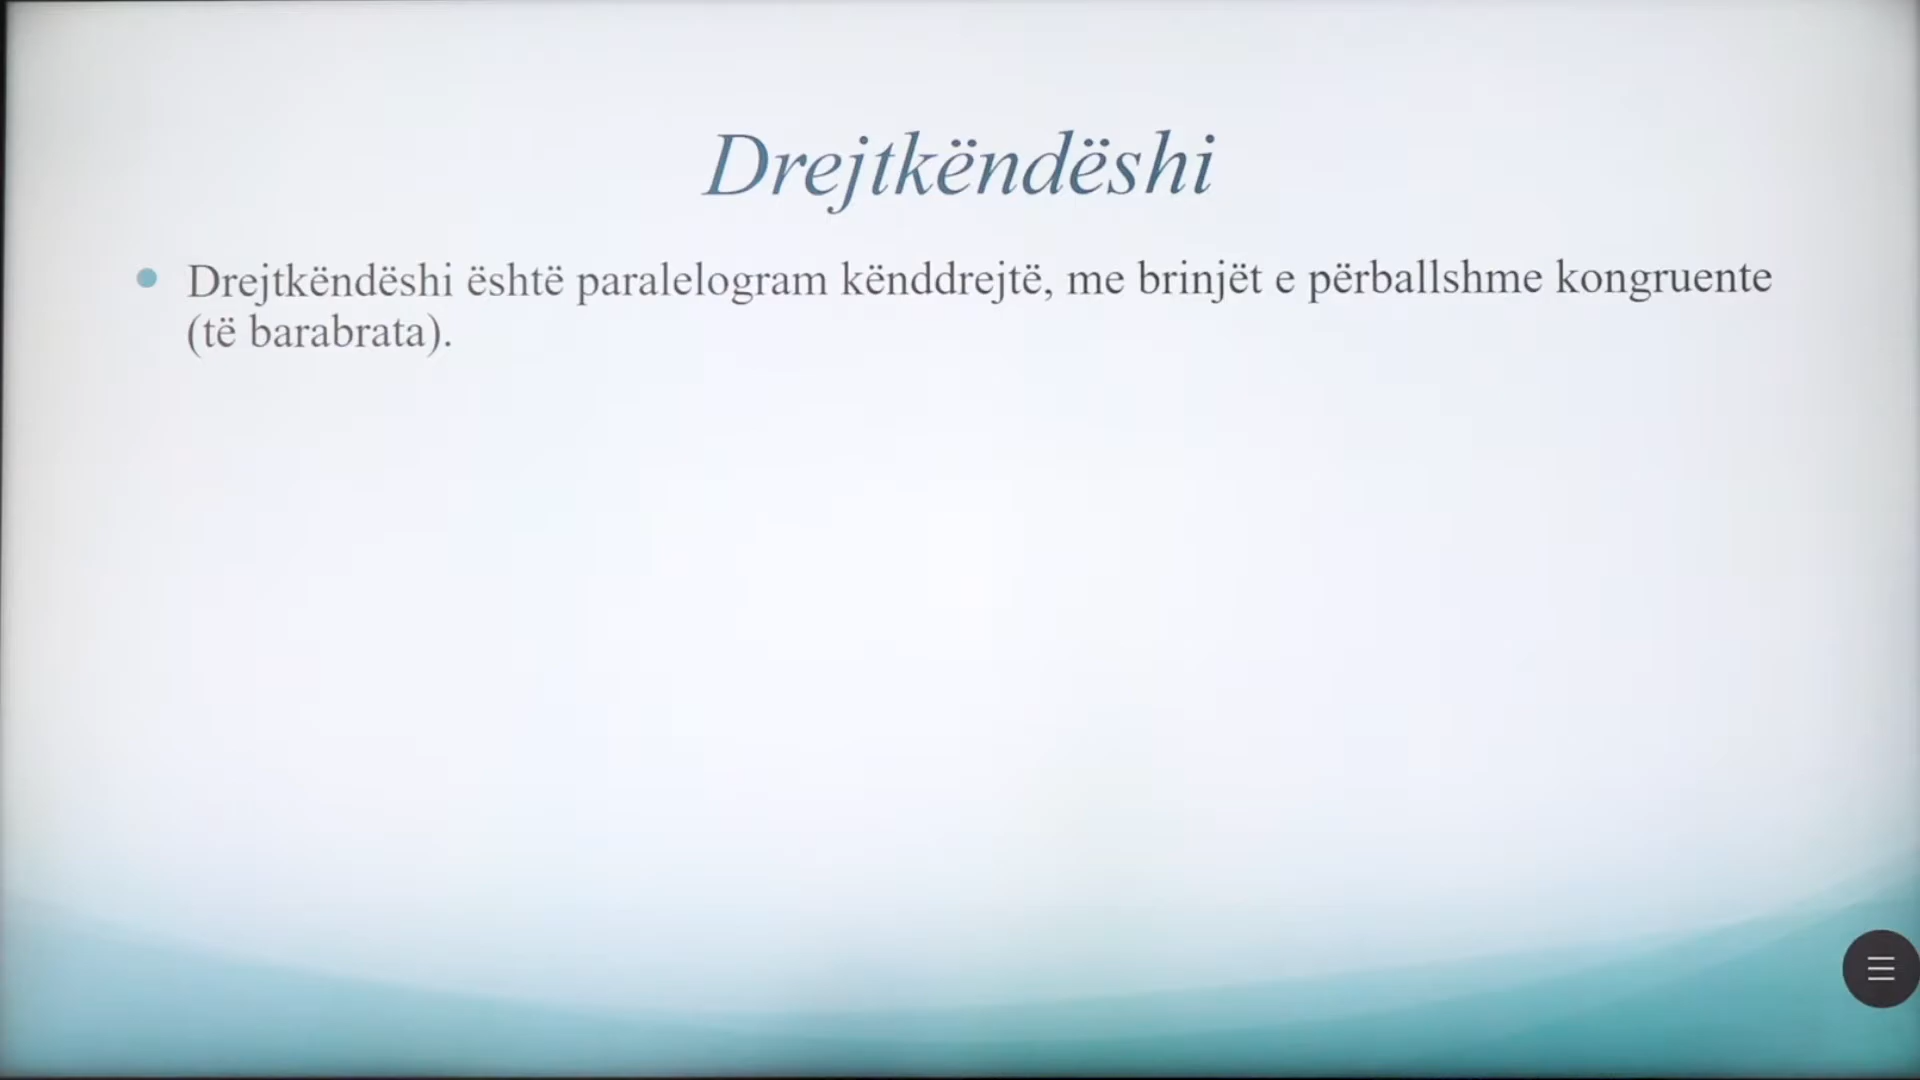 Drejtkëndëshi
Drejtkëndëshi është paralelogram kënddrejtë, me brinjët e përballshme kongruente
(të barabrata).